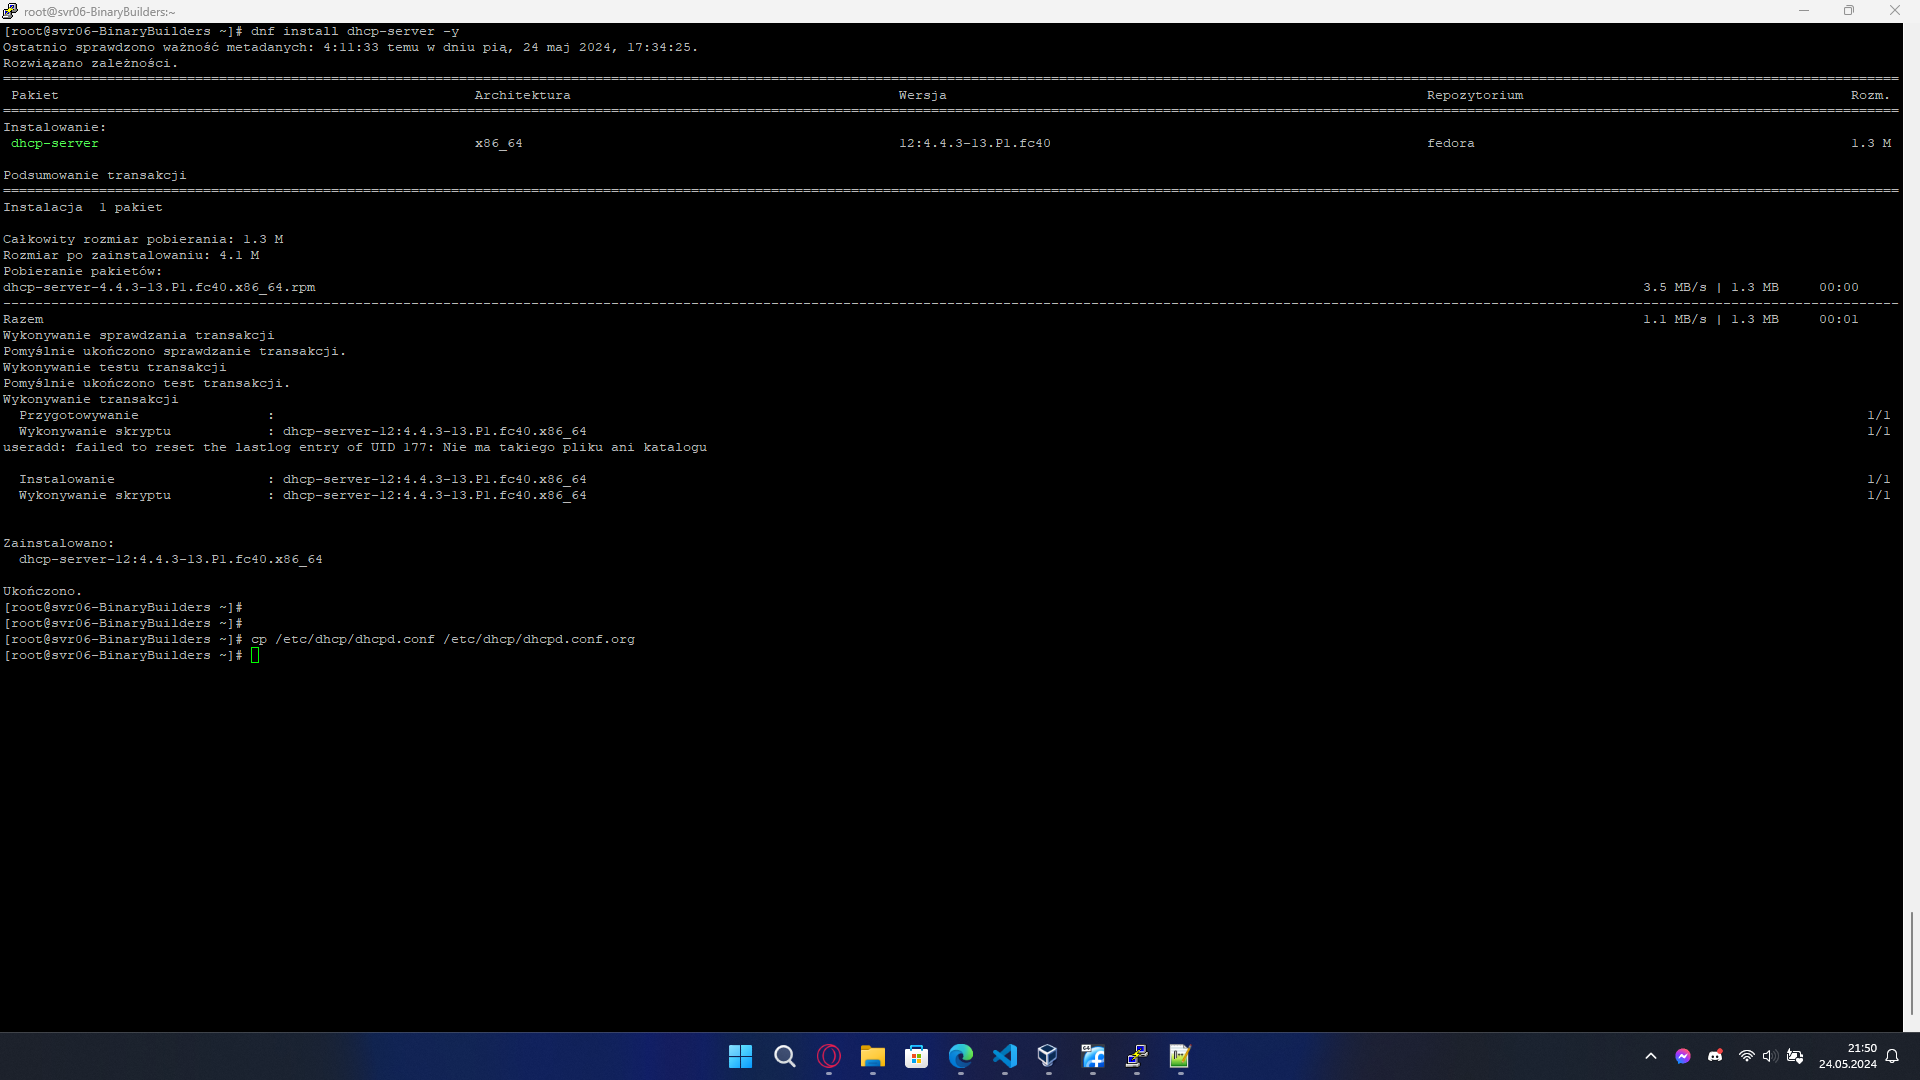 root@svr06-BinaryBuilders:~
[root@svr06-BinaryBuilders ~]# dnf install dhcp-server -y
Ostatnio sprawdzono ważność metadanych: 4:11:33 temu w dniu pią, 24 maj 2024, 17:34:25.
Rozwiązano zależności.
Pakiet Architektura Wersja Repozytorium Rozm.
Instalowanie:
dhcp-server x86_64 12:4.4.3-13.P1.fc40 fedora 1.3 M
Podsumowanie transakcji
Instalacja  1 pakiet
Całkowity rozmiar pobierania: 1.3 M
Rozmiar po zainstalowaniu: 4.1 M
Pobieranie pakietów:
dhcp-server-4.4.3-13.P1.fc40.x86_64.rpm 3.5 MB/s | 1.3 MB 00:00
Razem 1.1 MB/s | 1.3 MB 00:01
Wykonywanie sprawdzania transakcji
Pomyślnie ukończono sprawdzanie transakcji.
Wykonywanie testu transakcji
Pomyślnie ukończono test transakcji.
Wykonywanie transakcji
Przygotowywanie : 1/1
Wykonywanie skryptu : dhcp-server-12:4.4.3-13.P1.fc40.x86_64 1/1
useradd: failed to reset the lastlog entry of UID 177: Nie ma takiego pliku ani katalogu
Instalowanie : dhcp-server-12:4.4.3-13.P1.fc40.x86_64 1/1
Wykonywanie skryptu : dhcp-server-12:4.4.3-13.P1.fc40.x86_64 1/1
Zainstalowano:
dhcp-server-12:4.4.3-13.P1.fc40.x86_64
Ukończono.
[root@svr06-BinaryBuilders ~]#
[root@svr06-BinaryBuilders ~]#
[root@svr06-BinaryBuilders ~]# cp /etc/dhcp/dhcpd.conf /etc/dhcp/dhcpd.conf.org
[root@svr06-BinaryBuilders ~]#
21:50
24.05.2024